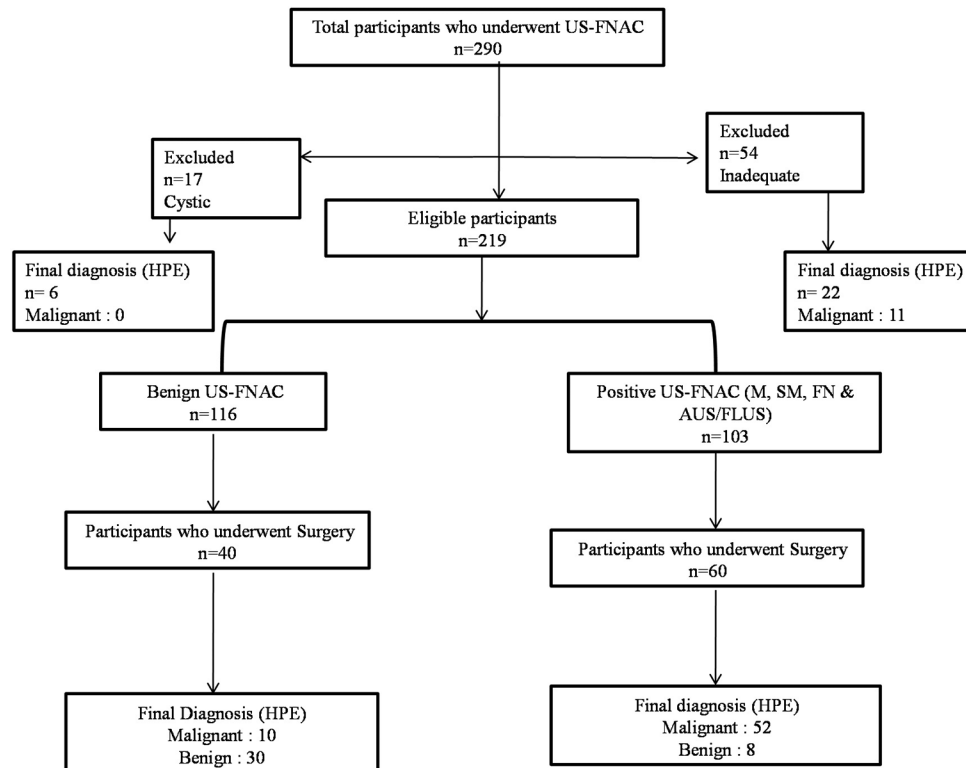 Total participants who underwent US-FNAC
n=290
Excluded
n=17
Cystic
Excluded
n=54
Inadequate
Eligible participants
n=219
Final diagnosis (HPE)
n= 6
Malignant : 0
Final diagnosis (HPE)
n= 22
Malignant : 11
Benign US-FNAC
n=116
Positive US-FNAC (M, SM, FN &
AUS/FLUS)
n=103
Participants who underwent Surgery
n=40
Participants who underwent Surgery
n=60
Final Diagnosis (HPE)
Malignant : 10
Benign : 30
Final diagnosis (HPE)
Malignant : 52
Benign : 8